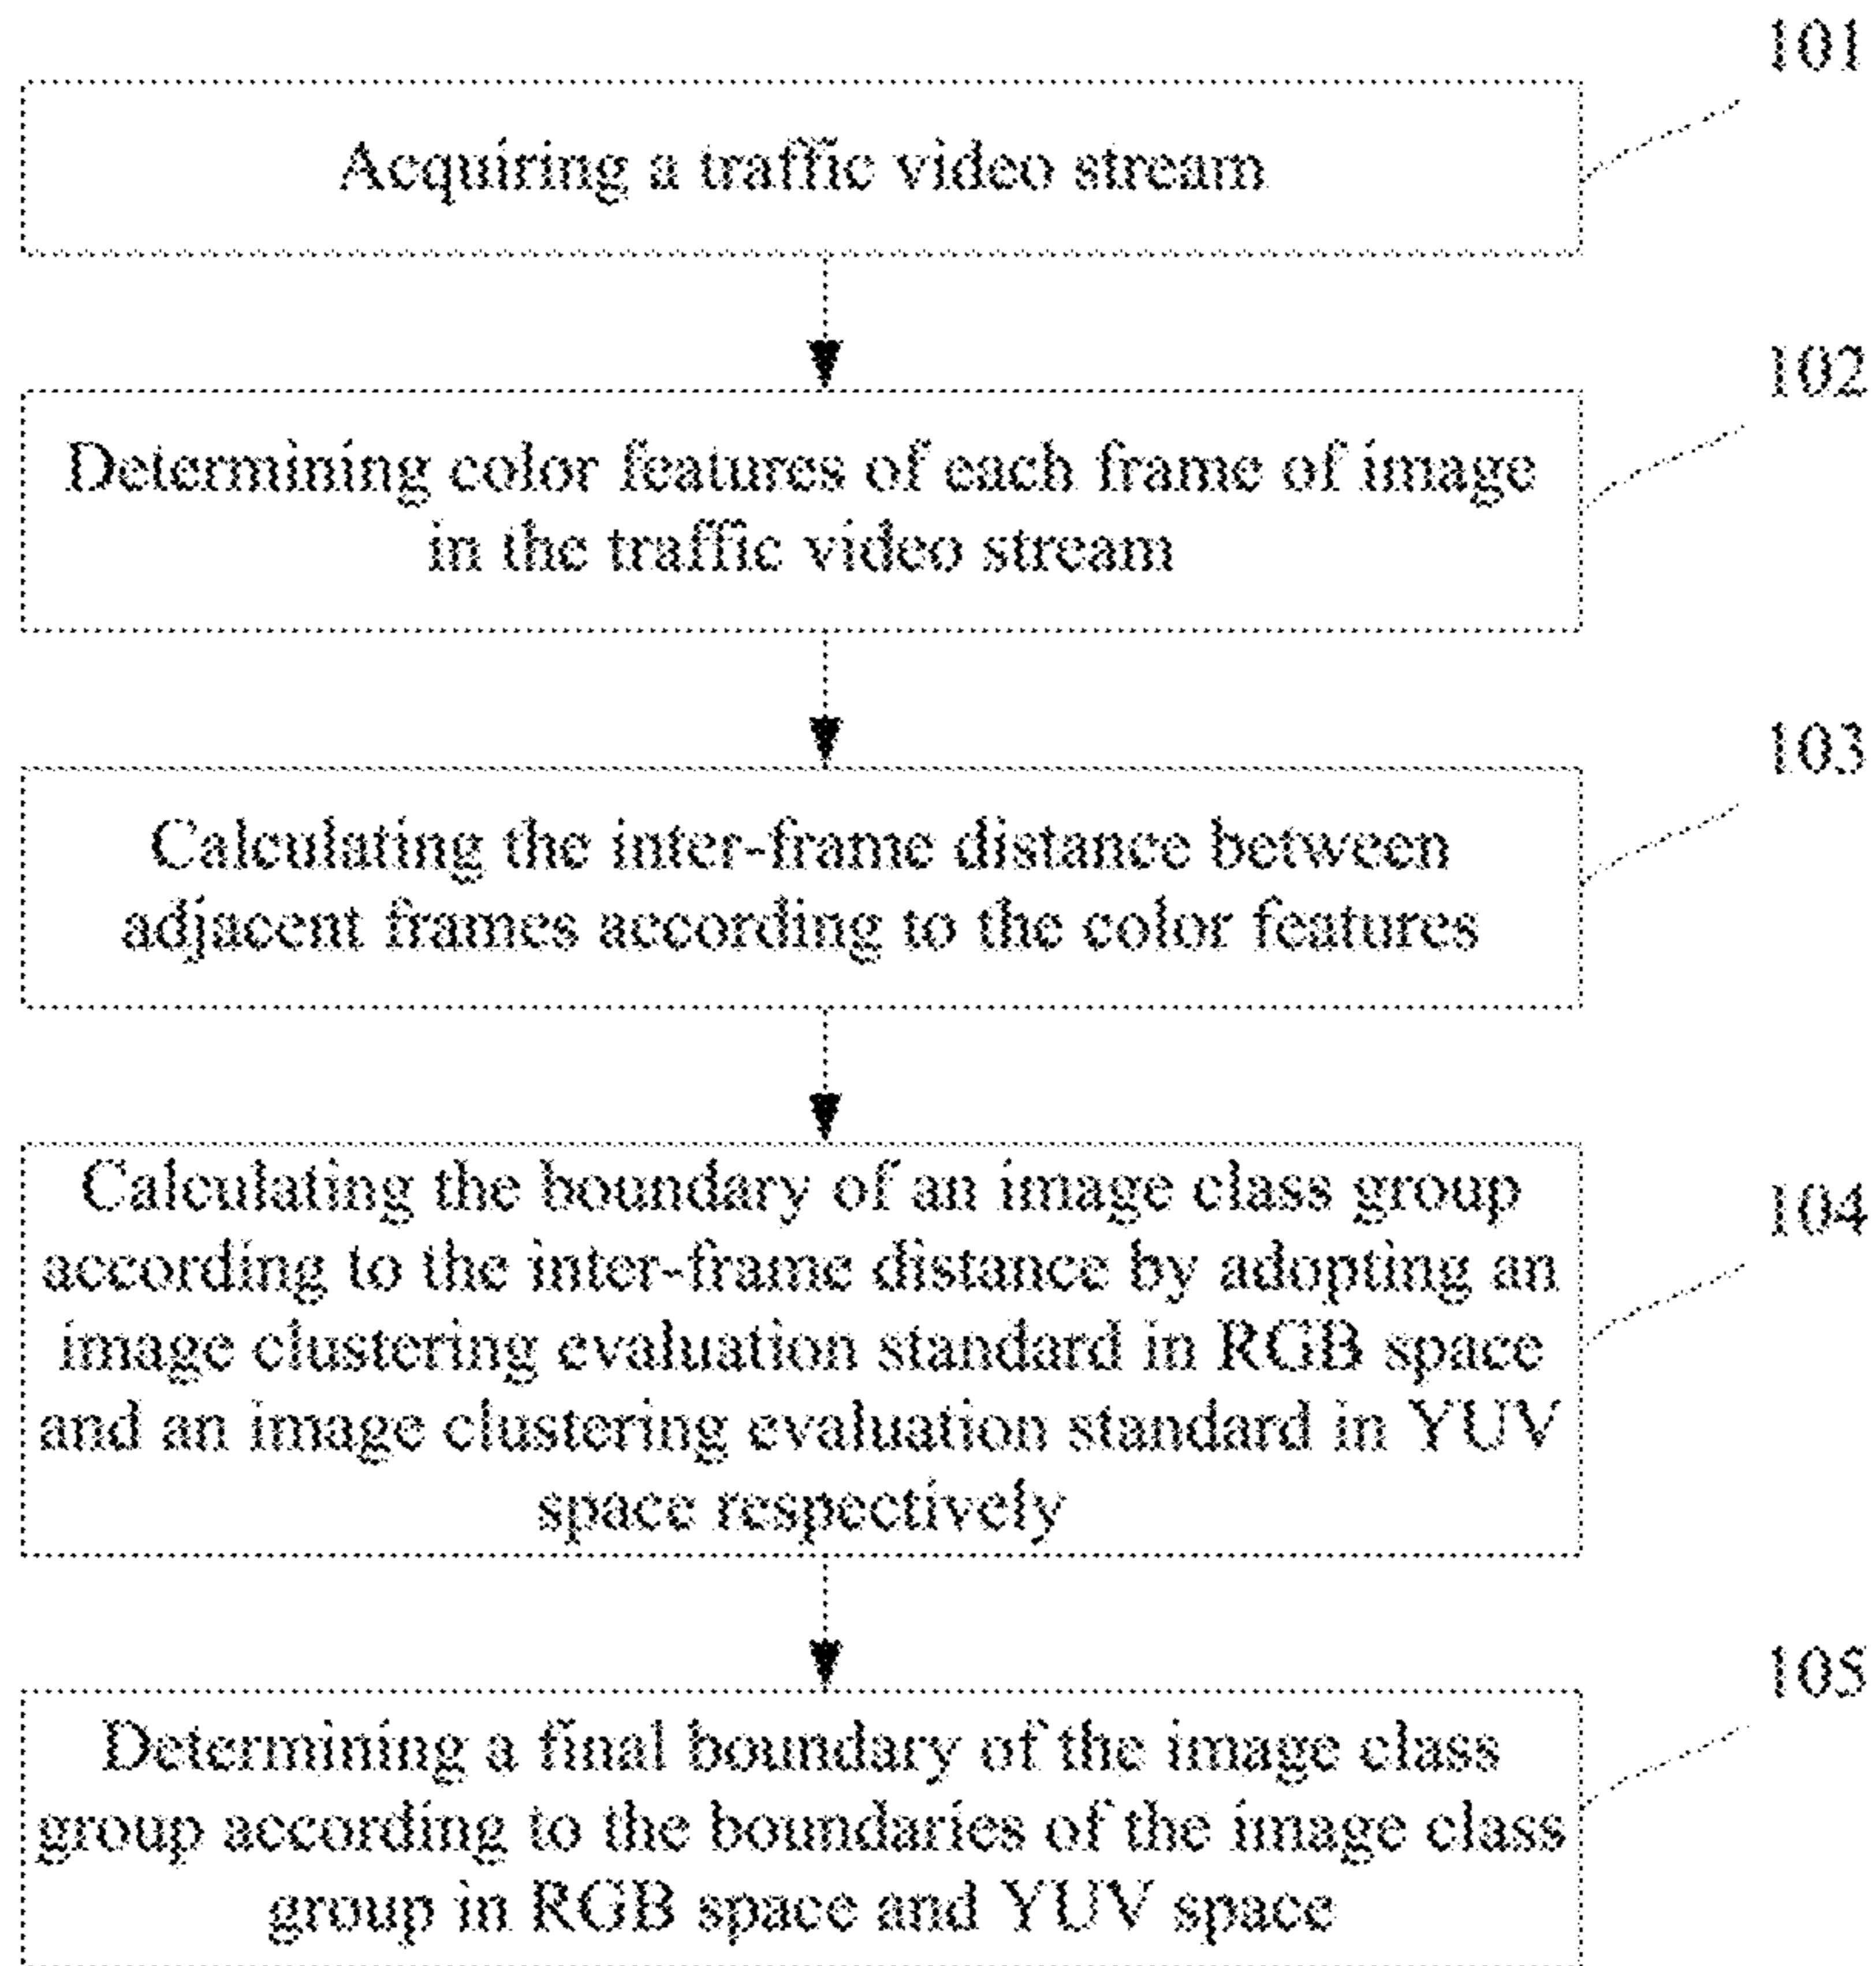 101
Acquiring a traffic video stream
102
Determining color features of each frame of image
in the traffic video stream
103
Calculating the inter-frame distance between
adjacent frames according to the color features
104
Calculating the boundary of an image class group
according to the inter-frame distance by adopting an
image clustering evaluation standard in RGB space
and an image clustering evaluation standard in YUV
space respectively
105
Determining a final boundary of the image class
group according to the boundaries of the image class
group in RGB space and YUV space